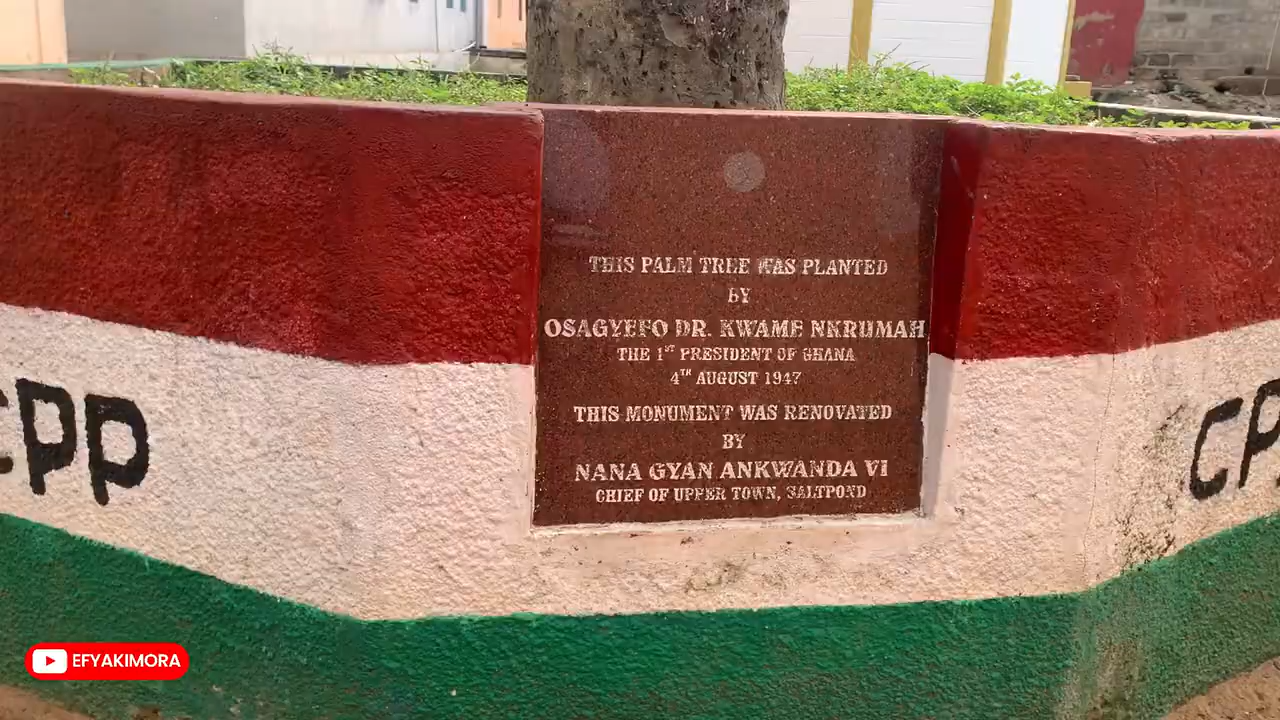 THIS PALM TREE WAS PLANTED
BY
OSAGYEFO DR. KWAME NKRUMAH
THE 1ST PRESIDENT OF GHANA
4TH AUGUST 1947
THIS MONUMENT WAS RENOVATED
BY
NANA GYAN ANKWANDA VI
CHIEF OF UPPER TOWN, SALTPOND
CPP
CP
EFYAKIMORA